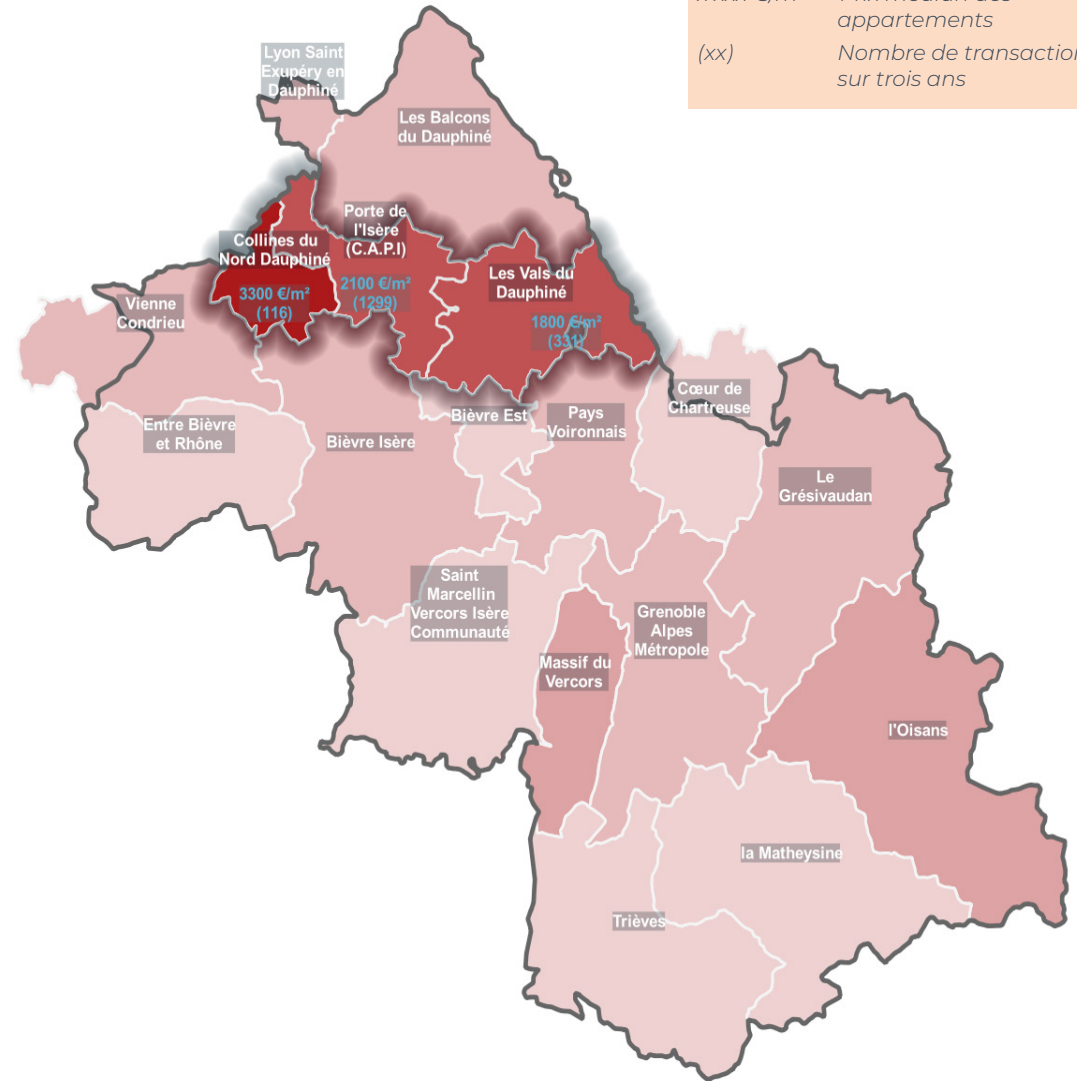 appartements
(xx) Nombre de transaction
sur trois ans
Lyon Saint
Exupéry en
Dauphiné
Les Balcons
du Dauphiné
Porte de
l'Isère
(C.A.P.I)
2100 €/m²
(1299)
Collines du
Nord Dauphiné
3300 €/m²
(116)
Les Vals du
Dauphiné
1800 €/m²
(331)
Vienne
Condrieu
Entre Bièvre
et Rhône
Bièvre Isère
Bièvre Est
Pays
Voironnais
Cœur de
Chartreuse
Le
Grésivaudan
Saint
Marcellin
Vercors Isère
Communauté
Grenoble
Alpes
Métropole
Massif du
Vercors
l'Oisans
la Matheysine
Trièves